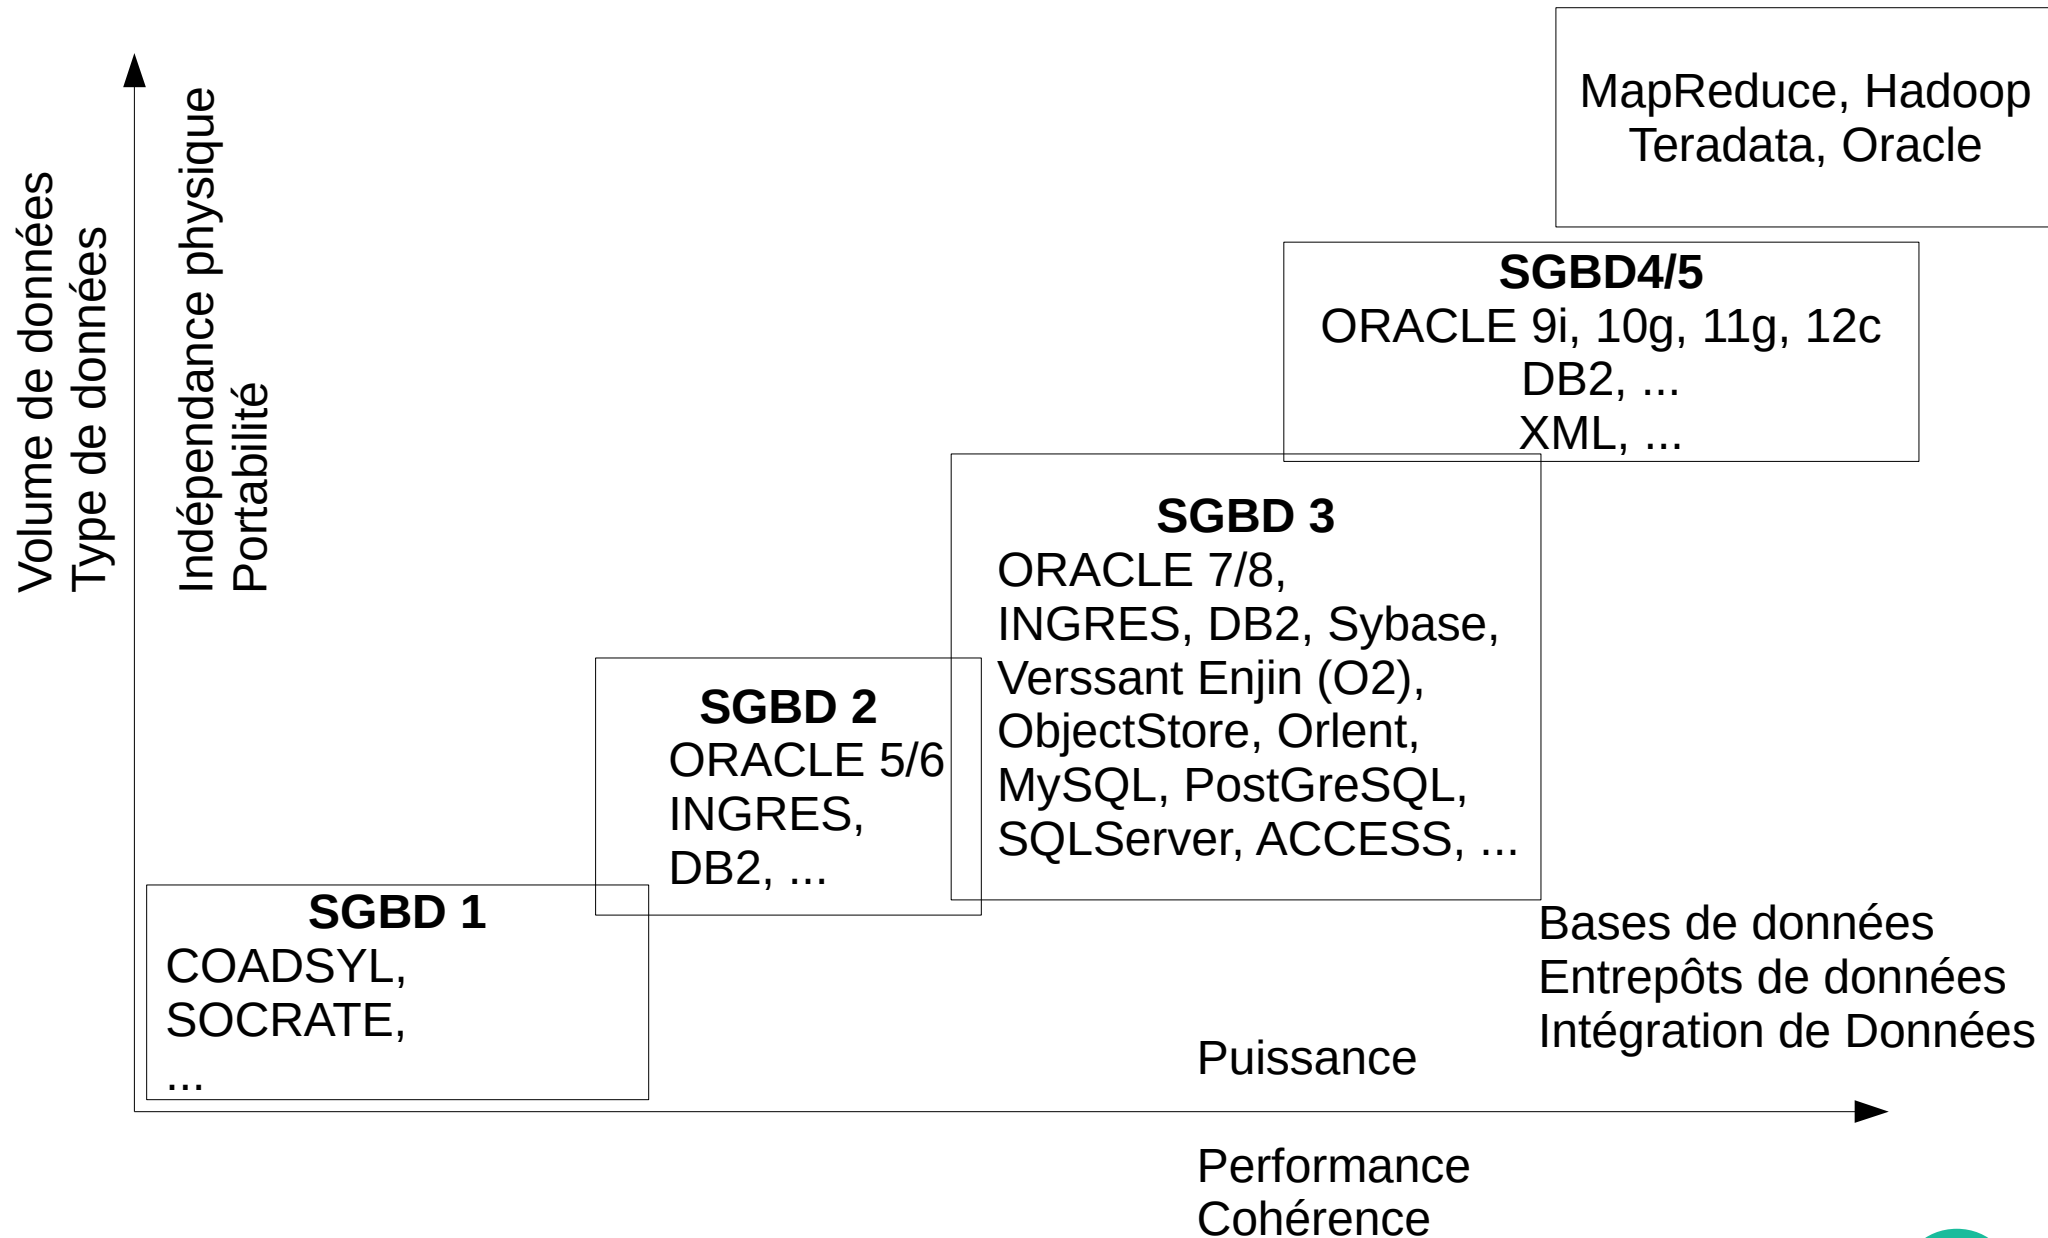 MapReduce, Hadoop
Teradata, Oracle
Volume de données
Type de données
Indépendance physique
Portabilité
SGBD4/5
ORACLE 9i, 10g, 11g, 12c
DB2, ...
XML, ...
SGBD 3
ORACLE 7/8,
INGRES, DB2, Sybase,
Verssant Enjin (O2),
ObjectStore, Orlent,
MySQL, PostGreSQL,
SQLServer, ACCESS, ...
SGBD 2
ORACLE 5/6
INGRES,
DB2, ...
SGBD 1
COADSYL,
SOCRATE,
...
Bases de données
Entrepôts de données
Intégration de Données
Puissance
Performance
Cohérence